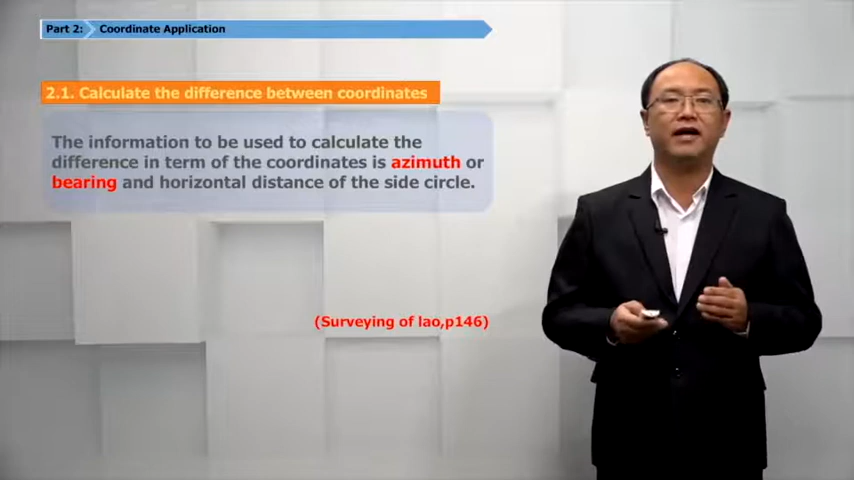 Part 2: Coordinate Application
2.1. Calculate the difference between coordinates
The information to be used to calculate the
difference in term of the coordinates is azimuth or
bearing and horizontal distance of the side circle.
(Surveying of lao,p146)